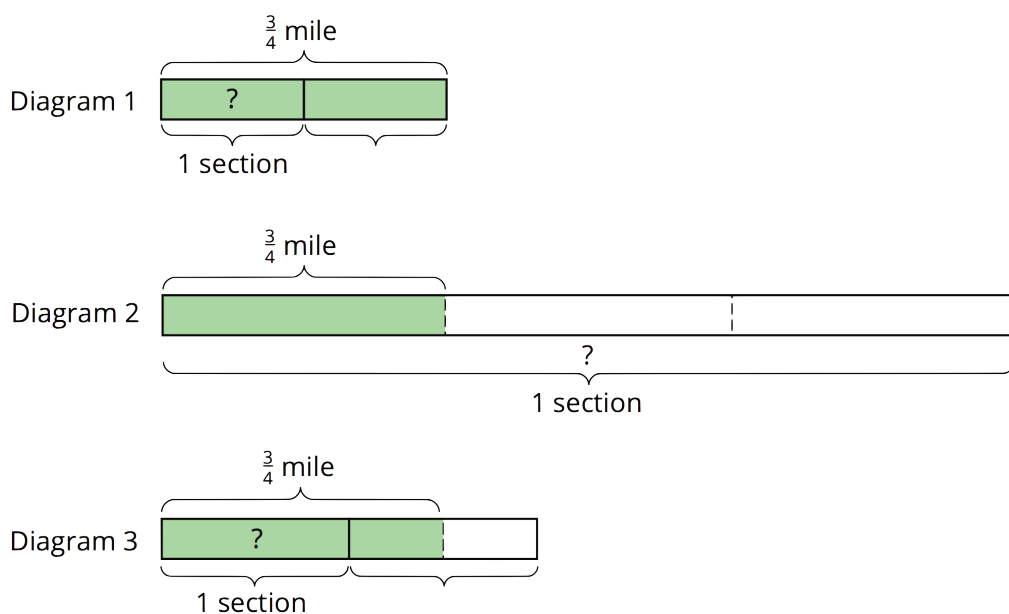 3/4 mile
Diagram 1
?
1 section
3/4 mile
Diagram 2
?
1 section
3/4 mile
Diagram 3
?
1 section